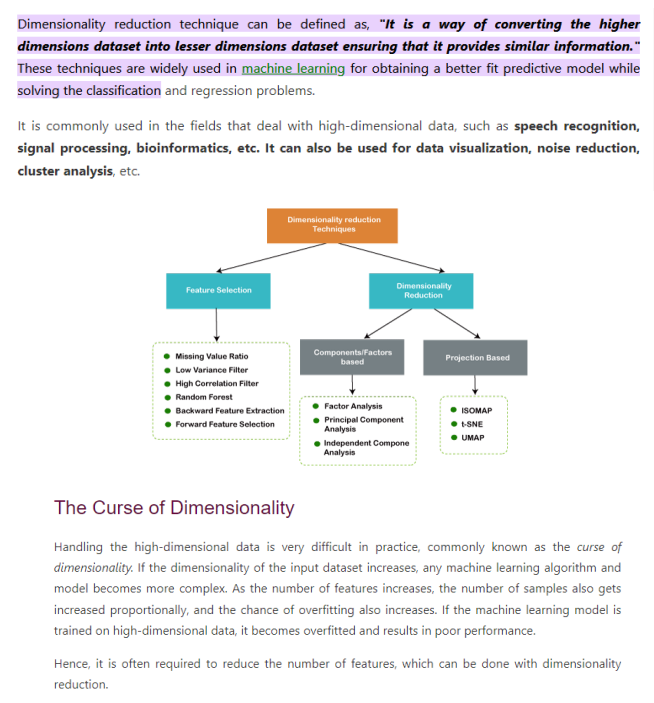 Dimensionality reduction technique can be defined as, "It is a way of converting the higher
dimensions dataset into lesser dimensions dataset ensuring that it provides similar information."
These techniques are widely used in machine learning for obtaining a better fit predictive model while
solving the classification and regression problems.
It is commonly used in the fields that deal with high-dimensional data, such as speech recognition,
signal processing, bioinformatics, etc. It can also be used for data visualization, noise reduction,
cluster analysis, etc.
Dimensionality reduction
Techniques
Feature Selection
Dimensionality
Reduction
Missing Value Ratio
Low Variance Filter
High Correlation Filter
Random Forest
Backward Feature Extraction
Forward Feature Selection
Components/Factors
based
Projection Based
Factor Analysis
Principal Component
Analysis
Independent Compone
Analysis
ISOMAP
t-SNE
UMAP
The Curse of Dimensionality
Handling the high-dimensional data is very difficult in practice, commonly known as the curse of
dimensionality. If the dimensionality of the input dataset increases, any machine learning algorithm and
model becomes more complex. As the number of features increases, the number of samples also gets
increased proportionally, and the chance of overfitting also increases. If the machine learning model is
trained on high-dimensional data, it becomes overfitted and results in poor performance.
Hence, it is often required to reduce the number of features, which can be done with dimensionality
reduction.